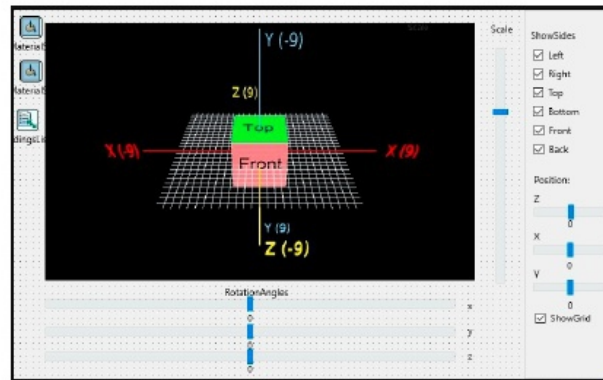 Scale
Y (-9)
Z (9)
Top
X (-9)
X (9)
Front
Y (9)
Z (-9)
RotationAngles
x
0
y
z
0
ShowSides
Left
Right
Top
Bottom
Front
Back
Position:
Z
0
X
0
0
ShowGrid